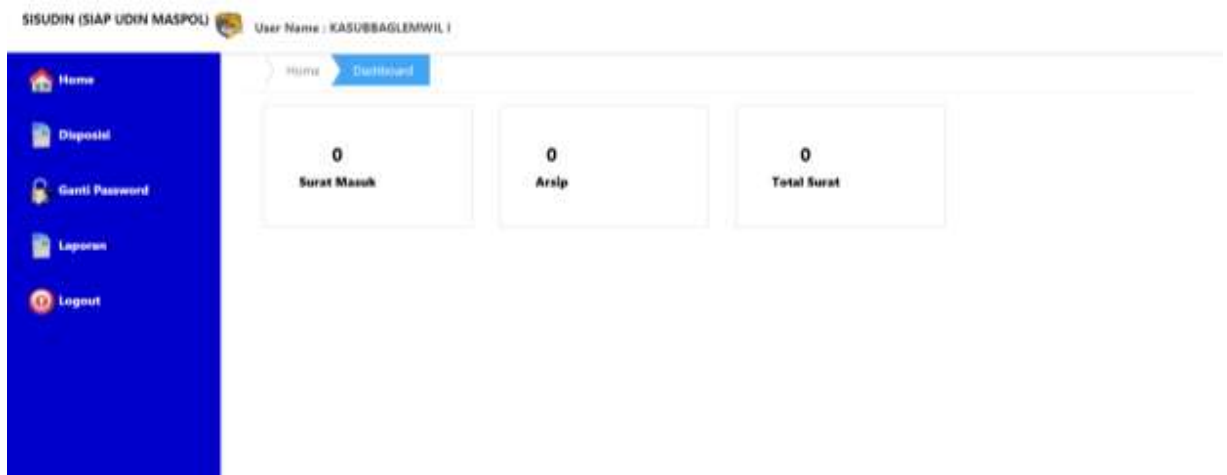 SISUDIN (SIAP UDIN MASPOL)
User Name : KASUBBAGLEMWIL I
Home
Disposisi
Ganti Password
Laporan
Logout
Home
Dashboard
0
Surat Masuk
0
Arsip
0
Total Surat